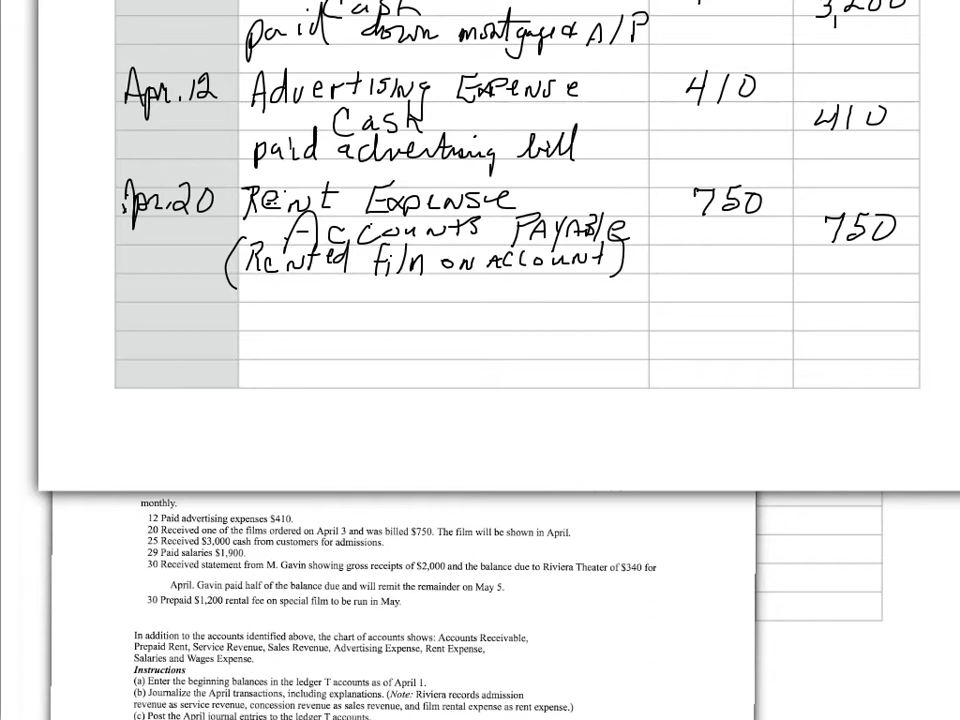 Cash 3,200
paid down mortgage & A/P
Apr. 12 Advertising Expense 410
Cash 410
paid advertising bill
Apr. 20 Rent Expense 750
Accounts Payable 750
(Rented film on account)
monthly.
12 Paid advertising expenses $410.
20 Received one of the films ordered on April 3 and was billed $750. The film will be shown in April.
25 Received $3,000 cash from customers for admissions.
29 Paid salaries $1,900.
30 Received statement from M. Gavin showing gross receipts of $2,000 and the balance due to Riviera Theater of $340 for
April. Gavin paid half of the balance due and will remit the remainder on May 5.
30 Prepaid $1,200 rental fee on special film to be run in May.
In addition to the accounts identified above, the chart of accounts shows: Accounts Receivable,
Prepaid Rent, Service Revenue, Sales Revenue, Advertising Expense, Rent Expense,
Salaries and Wages Expense.
Instructions
(a) Enter the beginning balances in the ledger T accounts as of April 1.
(b) Journalize the April transactions, including explanations. (Note: Riviera records admission
revenue as service revenue, concession revenue as sales revenue, and film rental expense as rent expense.)
(c) Post the April journal entries to the ledger T accounts.